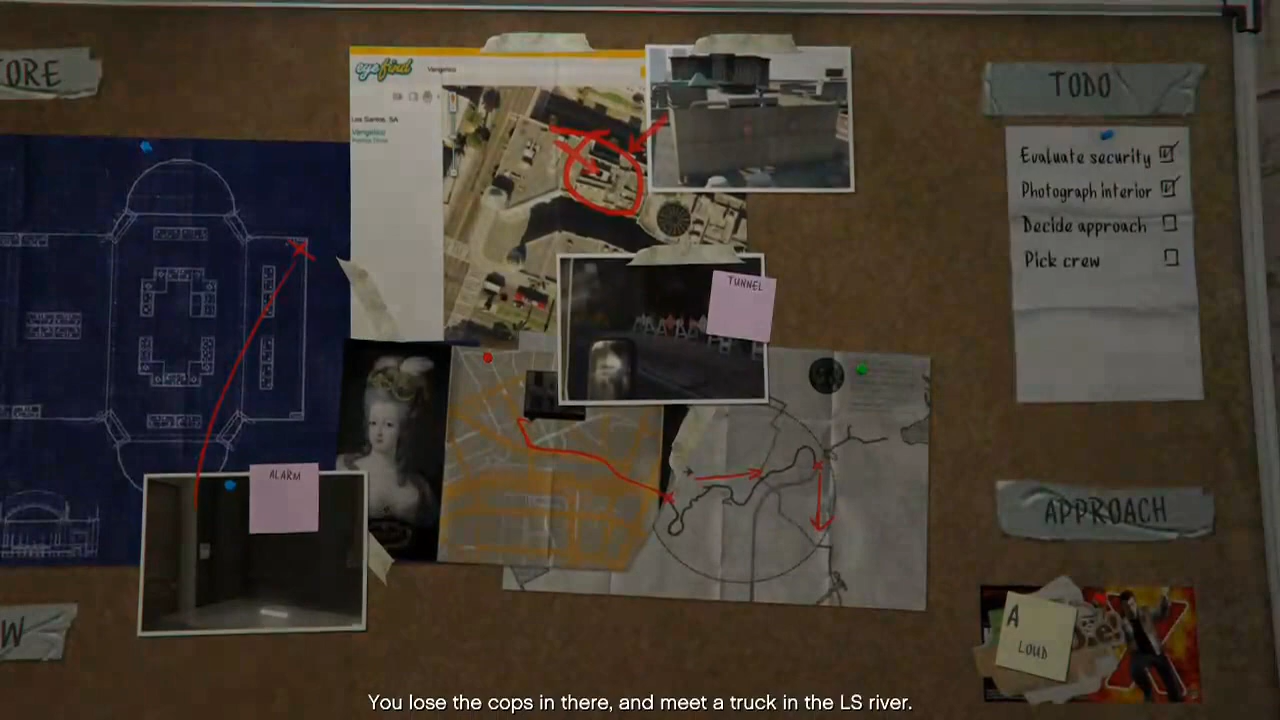 ORE
eyefind
Vangelico
Los Santos, SA
Vangelico
TODO
Evaluate security
Photograph interior
Decide approach
Pick crew
TUNNEL
ALARM
APPROACH
A
LOUD
W
You lose the cops in there, and meet a truck in the LS river.